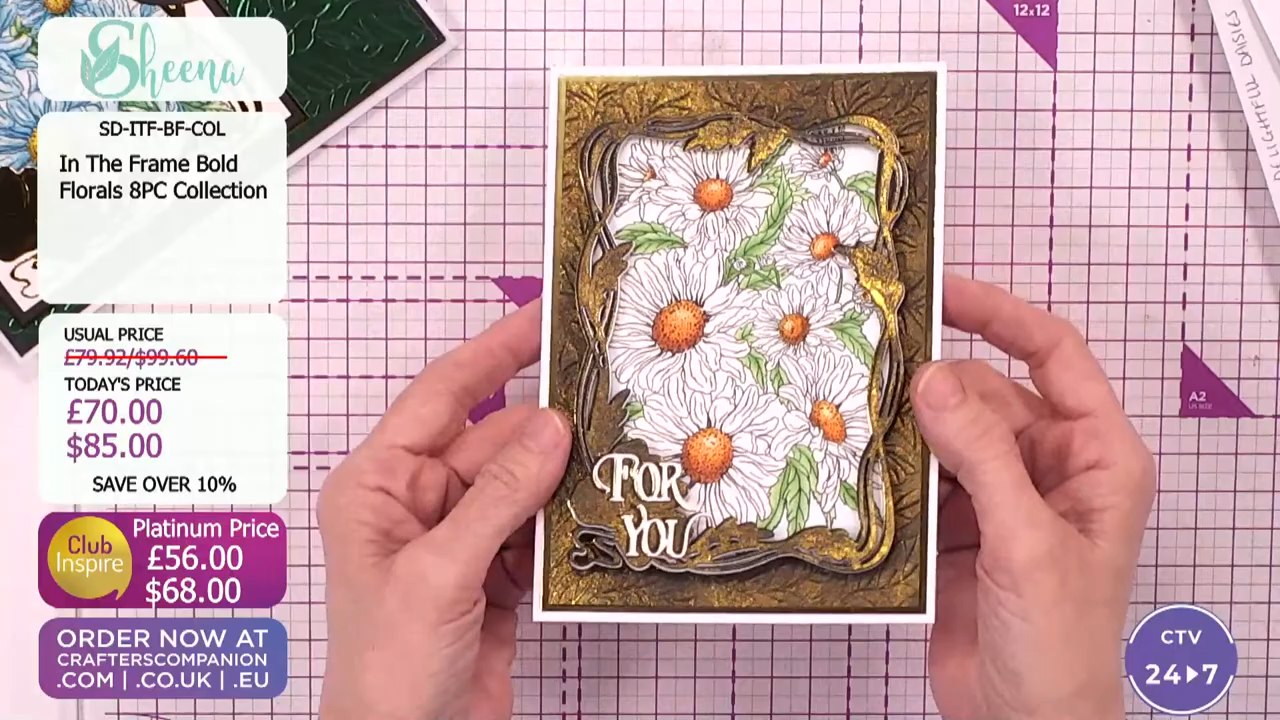 Sheena
SD-ITF-BF-COL
In The Frame Bold
Florals 8PC Collection
USUAL PRICE
£79.92/$99.60
TODAY'S PRICE
£70.00
$85.00
SAVE OVER 10%
Club
Inspire
Platinum Price
£56.00
$68.00
ORDER NOW AT
CRAFTERSCOMPANION
.COM | .CO.UK | .EU
FOR
YOU
12x12
DELIGHTFUL DAISIES
A2
US SIZE
CTV
24▶7